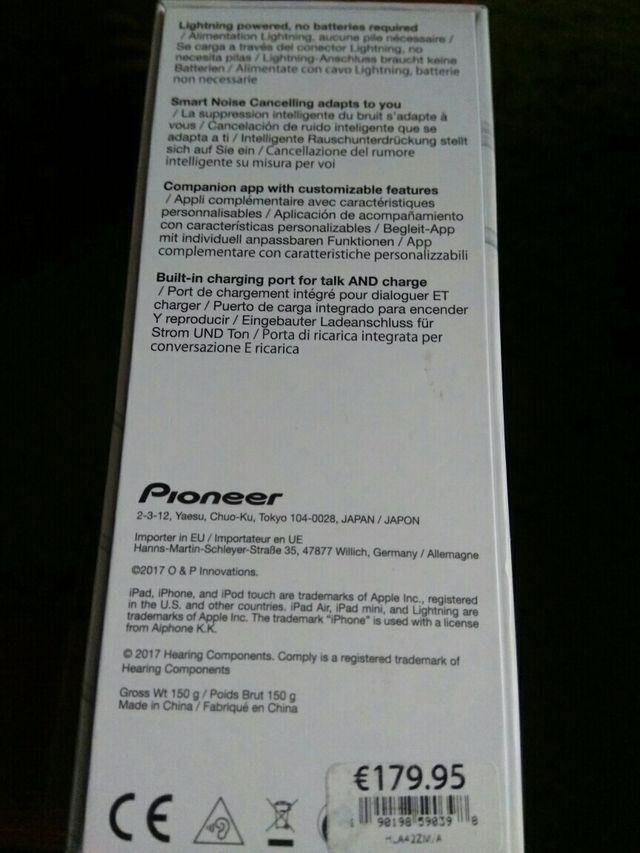 Lightning powered, no batteries required
/ Alimentation Lightning, aucune pile nécessaire /
Se carga a través del conector Lightning, no
necesita pilas / Lightning-Anschluss braucht keine
Batterien / Alimentate con cavo Lightning, batterie
non necessarie
Smart Noise Cancelling adapts to you
/ La suppression intelligente du bruit s'adapte à
vous / Cancelación de ruido inteligente que se
adapta a ti / Intelligente Rauschunterdrückung stellt
sich auf Sie ein / Cancellazione del rumore
intelligente su misura per voi
Companion app with customizable features
/ Appli complémentaire avec caractéristiques
personnalisables / Aplicación de acompañamiento
con características personalizables / Begleit-App
mit individuell anpassbaren Funktionen / App
complementare con caratteristiche personalizzabili
Built-in charging port for talk AND charge
/ Port de chargement intégré pour dialoguer ET
charger / Puerto de carga integrado para encender
Y reproducir / Eingebauter Ladeanschluss für
Strom UND Ton / Porta di ricarica integrata per
conversazione E ricarica
Pioneer
2-3-12, Yaesu, Chuo-Ku, Tokyo 104-0028, JAPAN / JAPON
Importer in EU / Importateur en UE
Hanns-Martin-Schleyer-Straße 35, 47877 Willich, Germany / Allemagne
©2017 O & P Innovations.
iPad, iPhone, and iPod touch are trademarks of Apple Inc., registered
in the U.S. and other countries. iPad Air, iPad mini, and Lightning are
trademarks of Apple Inc. The trademark "iPhone" is used with a license
from Aiphone K.K.
© 2017 Hearing Components. Comply is a registered trademark of
Hearing Components
Gross Wt 150 g / Poids Brut 150 g
Made in China / Fabriqué en China
€179.95
CE
90198 59039 8